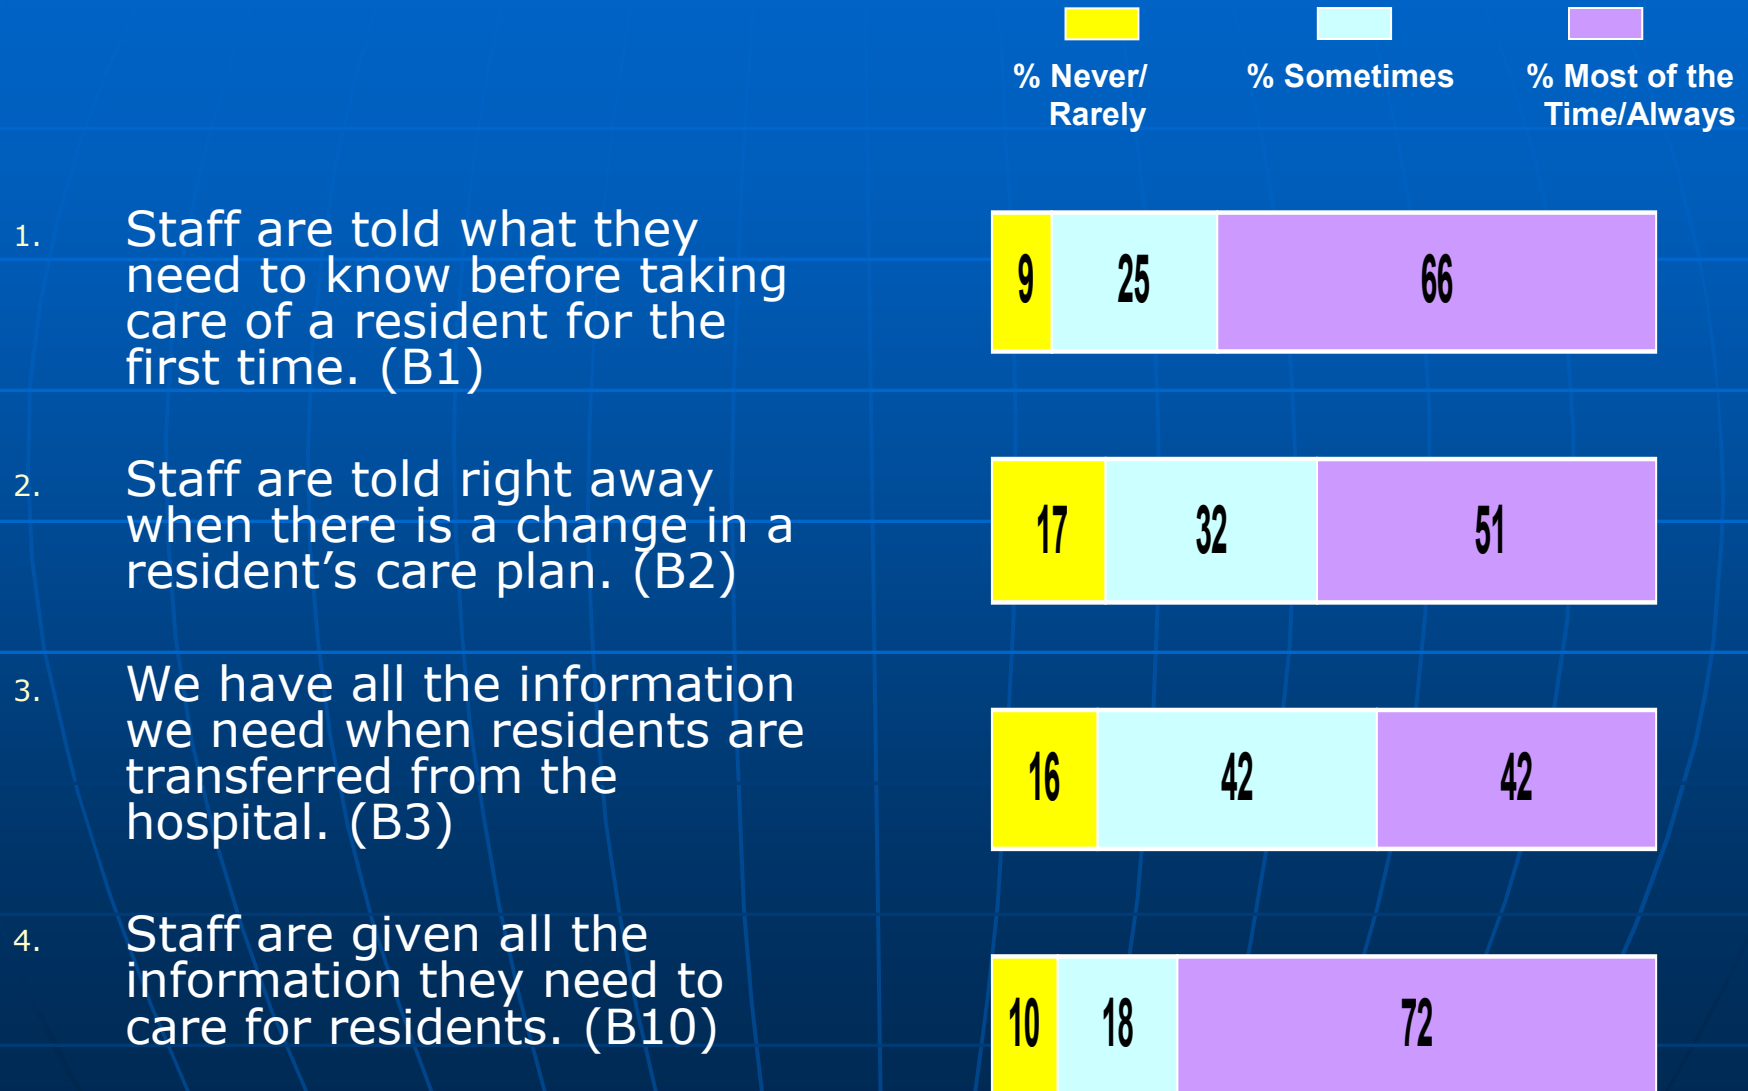 % Never/ % Sometimes % Most of the
Rarely Time/Always
1. Staff are told what they
need to know before taking
care of a resident for the
first time. (B1)
9 25 66
2. Staff are told right away
when there is a change in a
resident’s care plan. (B2)
17 32 51
3. We have all the information
we need when residents are
transferred from the
hospital. (B3)
16 42 42
4. Staff are given all the
information they need to
care for residents. (B10)
10 18 72